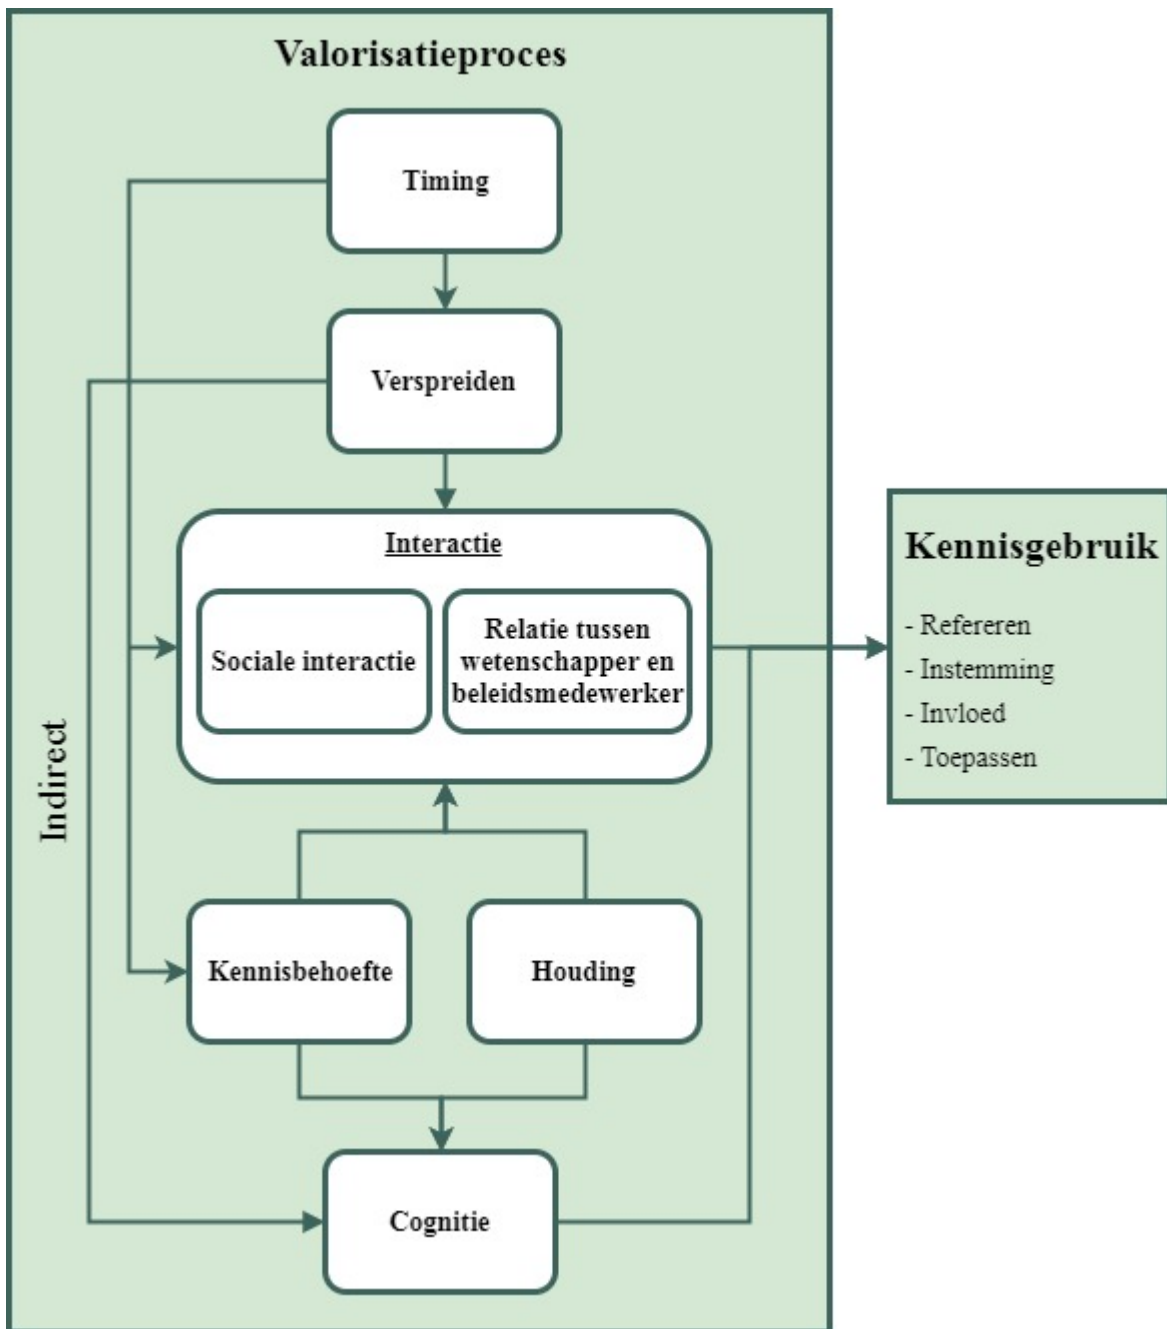 Valorisatieproces
Timing
Verspreiden
Interactie
Sociale interactie
Relatie tussen
wetenschapper en
beleidsmedewerker
Kennisgebruik
- Refereren
- Instemming
- Invloed
- Toepassen
Indirect
Kennisbehoefte
Houding
Cognitie